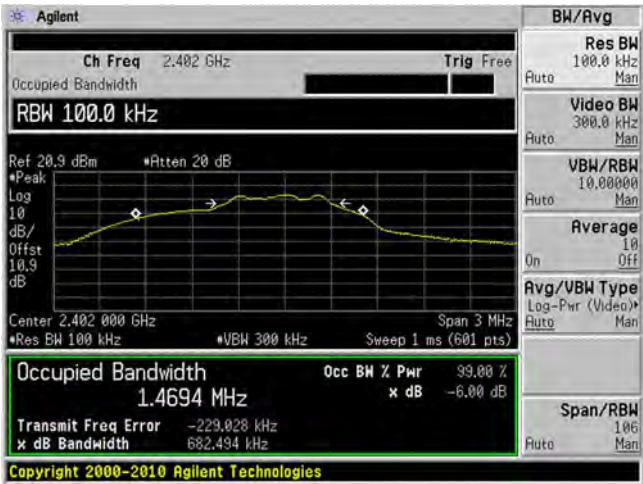 Agilent
BW/Avg
Ch Freq 2.402 GHz Trig Free
Occupied Bandwidth
RBW 100.0 kHz
Ref 20.9 dBm #Atten 20 dB
#Peak
Log
10
dB/
Offst
10.9
dB
Center 2.402 000 GHz Span 3 MHz
#Res BW 100 kHz #VBW 300 kHz Sweep 1 ms (601 pts)
Occupied Bandwidth Occ BW % Pwr 99.00 %
1.4694 MHz x dB -6.00 dB
Transmit Freq Error -229.028 kHz
x dB Bandwidth 682.494 kHz
Copyright 2000-2010 Agilent Technologies
Res BW
100.0 kHz
Auto Man
Video BW
300.0 kHz
Auto Man
VBW/RBW
10.00000
Auto Man
Average
10
On Off
Avg/VBW Type
Log-Pwr (Video)
Auto Man
Span/RBW
106
Auto Man